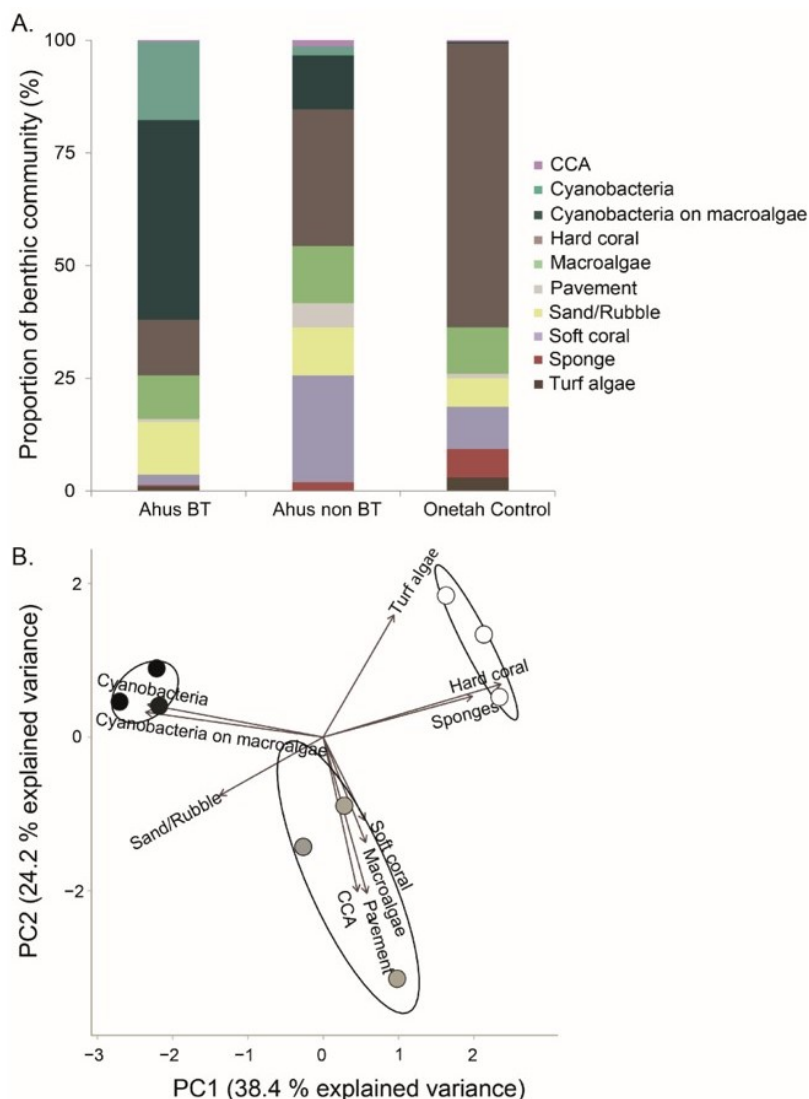 A.
Proportion of benthic community (%)
100
75
50
25
0
Ahus BT
Ahus non BT
Onetah Control
CCA
Cyanobacteria
Cyanobacteria on macroalgae
Hard coral
Macroalgae
Pavement
Sand/Rubble
Soft coral
Sponge
Turf algae
B.
PC2 (24.2 % explained variance)
2
0
−2
Turf algae
Hard coral
Sponges
Cyanobacteria
Cyanobacteria on macroalgae
Sand/Rubble
Soft coral
Macroalgae
Pavement
CCA
−3
−2
−1
0
1
2
PC1 (38.4 % explained variance)